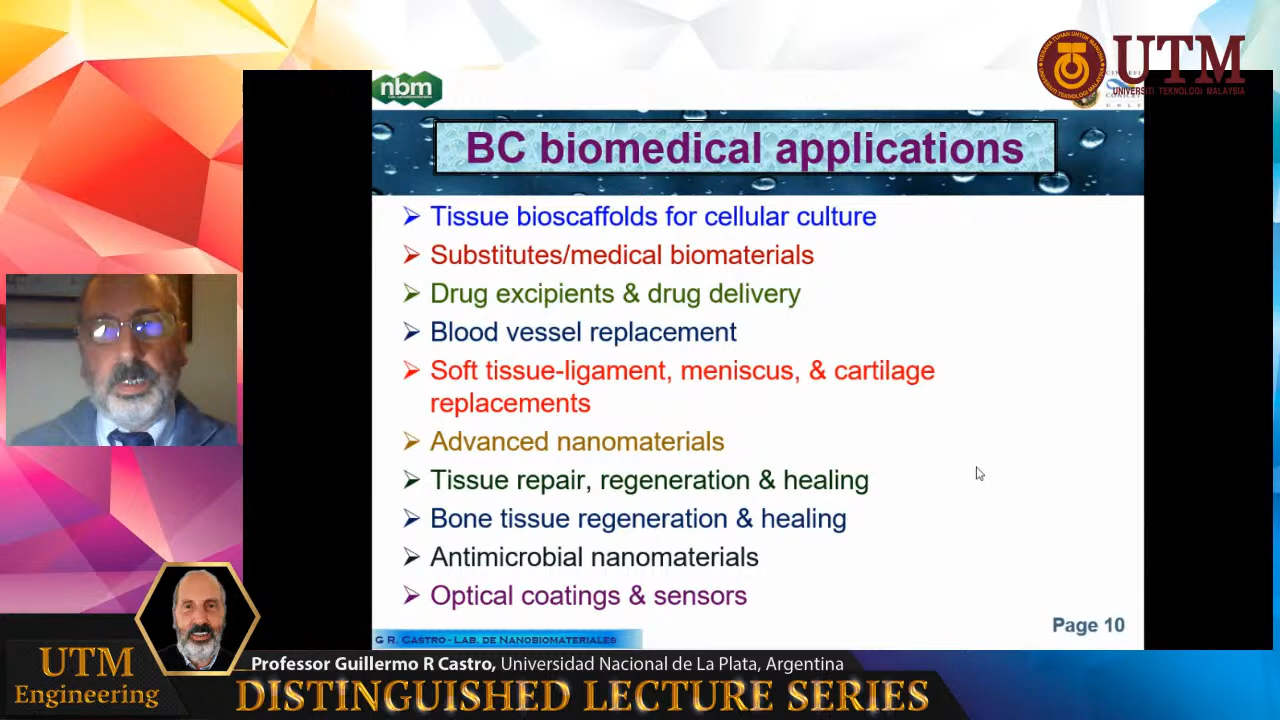 nbm
UTM
UNIVERSITI TEKNOLOGI MALAYSIA
BC biomedical applications
Tissue bioscaffolds for cellular culture
Substitutes/medical biomaterials
Drug excipients & drug delivery
Blood vessel replacement
Soft tissue-ligament, meniscus, & cartilage
replacements
Advanced nanomaterials
Tissue repair, regeneration & healing
Bone tissue regeneration & healing
Antimicrobial nanomaterials
Optical coatings & sensors
Page 10
G R. CASTRO - LAB. DE NANOBIOMATERIALES
UTM
Engineering
Professor Guillermo R Castro, Universidad Nacional de La Plata, Argentina
DISTINGUISHED LECTURE SERIES